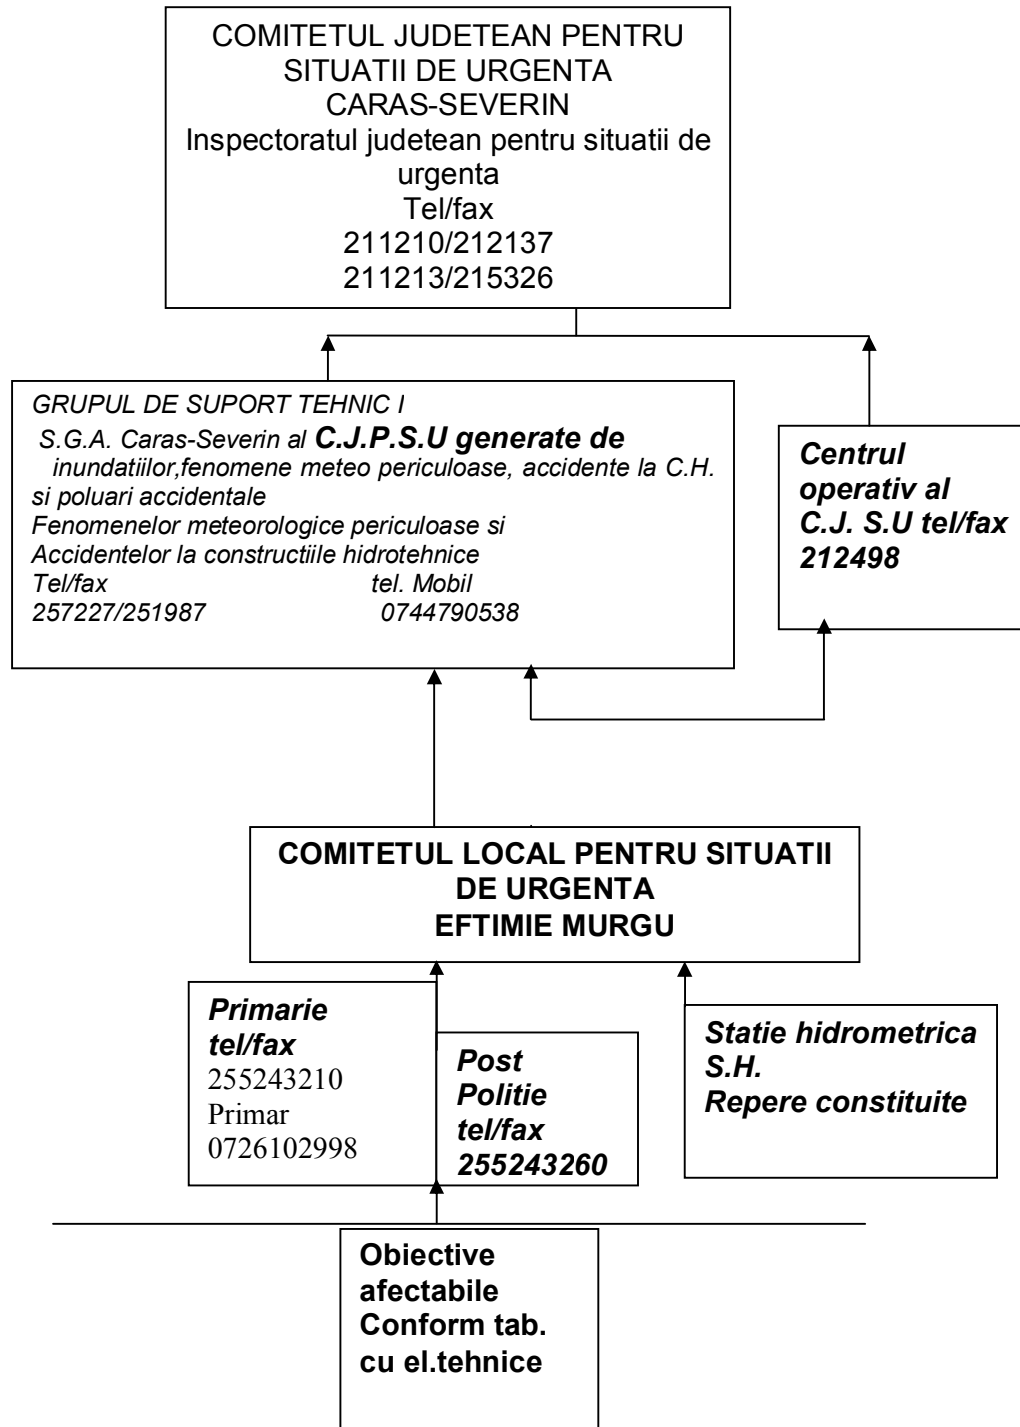 COMITETUL JUDETEAN PENTRU
SITUATII DE URGENTA
CARAS-SEVERIN
Inspectoratul judetean pentru situatii de
urgenta
Tel/fax
211210/212137
211213/215326
GRUPUL DE SUPORT TEHNIC I
S.G.A. Caras-Severin al C.J.P.S.U generate de
inundatiilor,fenomene meteo periculoase, accidente la C.H.
si poluari accidentale
Fenomenelor meteorologice periculoase si
Accidentelor la constructiile hidrotehnice
Tel/fax tel. Mobil
257227/251987 0744790538
Centrul
operativ al
C.J. S.U tel/fax
212498
COMITETUL LOCAL PENTRU SITUATII
DE URGENTA
EFTIMIE MURGU
Primarie
tel/fax
255243210
Primar
0726102998
Post
Politie
tel/fax
255243260
Statie hidrometrica
S.H.
Repere constituite
Obiective
afectabile
Conform tab.
cu el.tehnice